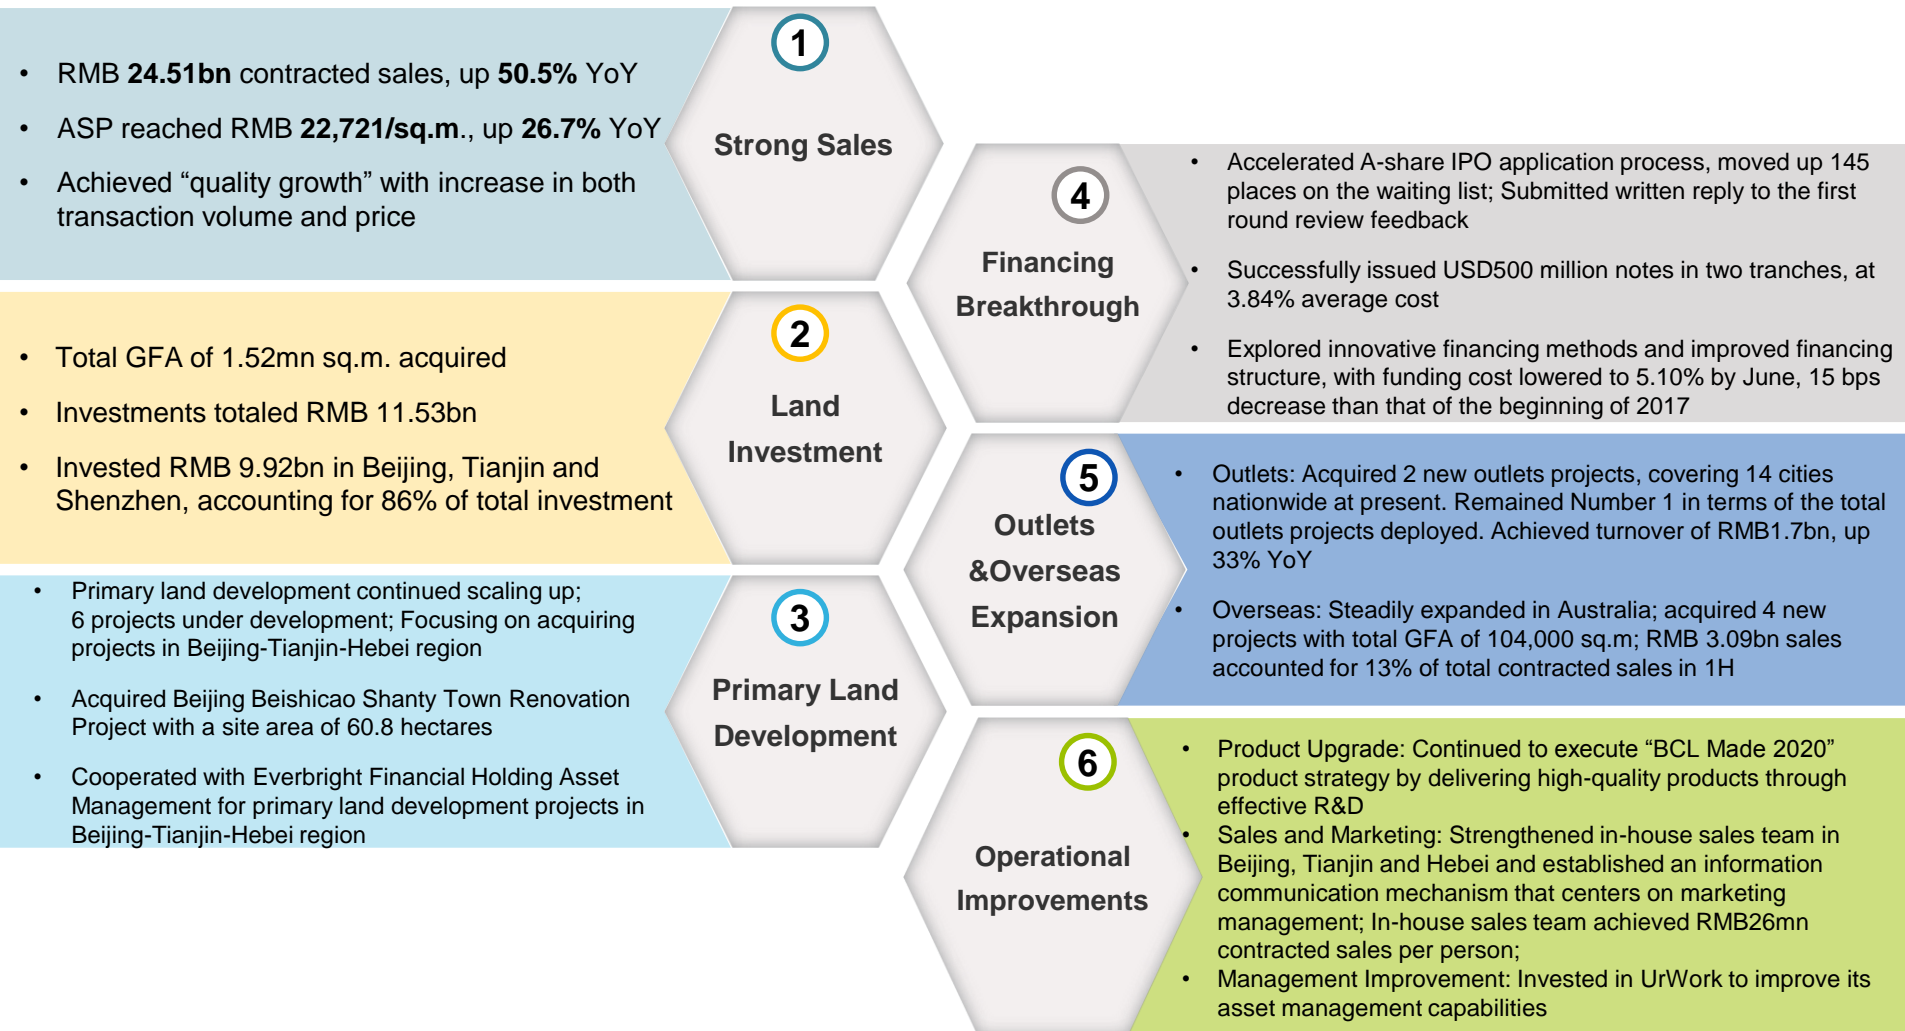 1
Strong Sales
• RMB 24.51bn contracted sales, up 50.5% YoY
• ASP reached RMB 22,721/sq.m., up 26.7% YoY
• Achieved “quality growth” with increase in both
transaction volume and price
2
Land
Investment
• Total GFA of 1.52mn sq.m. acquired
• Investments totaled RMB 11.53bn
• Invested RMB 9.92bn in Beijing, Tianjin and
Shenzhen, accounting for 86% of total investment
3
Primary Land
Development
• Primary land development continued scaling up;
6 projects under development; Focusing on acquiring
projects in Beijing-Tianjin-Hebei region
• Acquired Beijing Beishicao Shanty Town Renovation
Project with a site area of 60.8 hectares
• Cooperated with Everbright Financial Holding Asset
Management for primary land development projects in
Beijing-Tianjin-Hebei region
4
Financing
Breakthrough
• Accelerated A-share IPO application process, moved up 145
places on the waiting list; Submitted written reply to the first
round review feedback
• Successfully issued USD500 million notes in two tranches, at
3.84% average cost
• Explored innovative financing methods and improved financing
structure, with funding cost lowered to 5.10% by June, 15 bps
decrease than that of the beginning of 2017
5
Outlets
&Overseas
Expansion
• Outlets: Acquired 2 new outlets projects, covering 14 cities
nationwide at present. Remained Number 1 in terms of the total
outlets projects deployed. Achieved turnover of RMB1.7bn, up
33% YoY
• Overseas: Steadily expanded in Australia; acquired 4 new
projects with total GFA of 104,000 sq.m; RMB 3.09bn sales
accounted for 13% of total contracted sales in 1H
6
Operational
Improvements
• Product Upgrade: Continued to execute “BCL Made 2020”
product strategy by delivering high-quality products through
effective R&D
• Sales and Marketing: Strengthened in-house sales team in
Beijing, Tianjin and Hebei and established an information
communication mechanism that centers on marketing
management; In-house sales team achieved RMB26mn
contracted sales per person;
• Management Improvement: Invested in UrWork to improve its
asset management capabilities